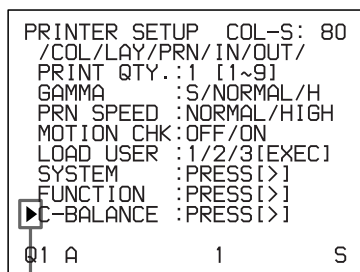 PRINTER SETUP COL-S: 80
/COL/LAY/PRN/IN/OUT/
PRINT QTY.:1 [1~9]
GAMMA :S/NORMAL/H
PRN SPEED :NORMAL/HIGH
MOTION CHK:OFF/ON
LOAD USER :1/2/3[EXEC]
SYSTEM :PRESS[>]
FUNCTION :PRESS[>]
▶C-BALANCE :PRESS[>]
Q1 A 1 S